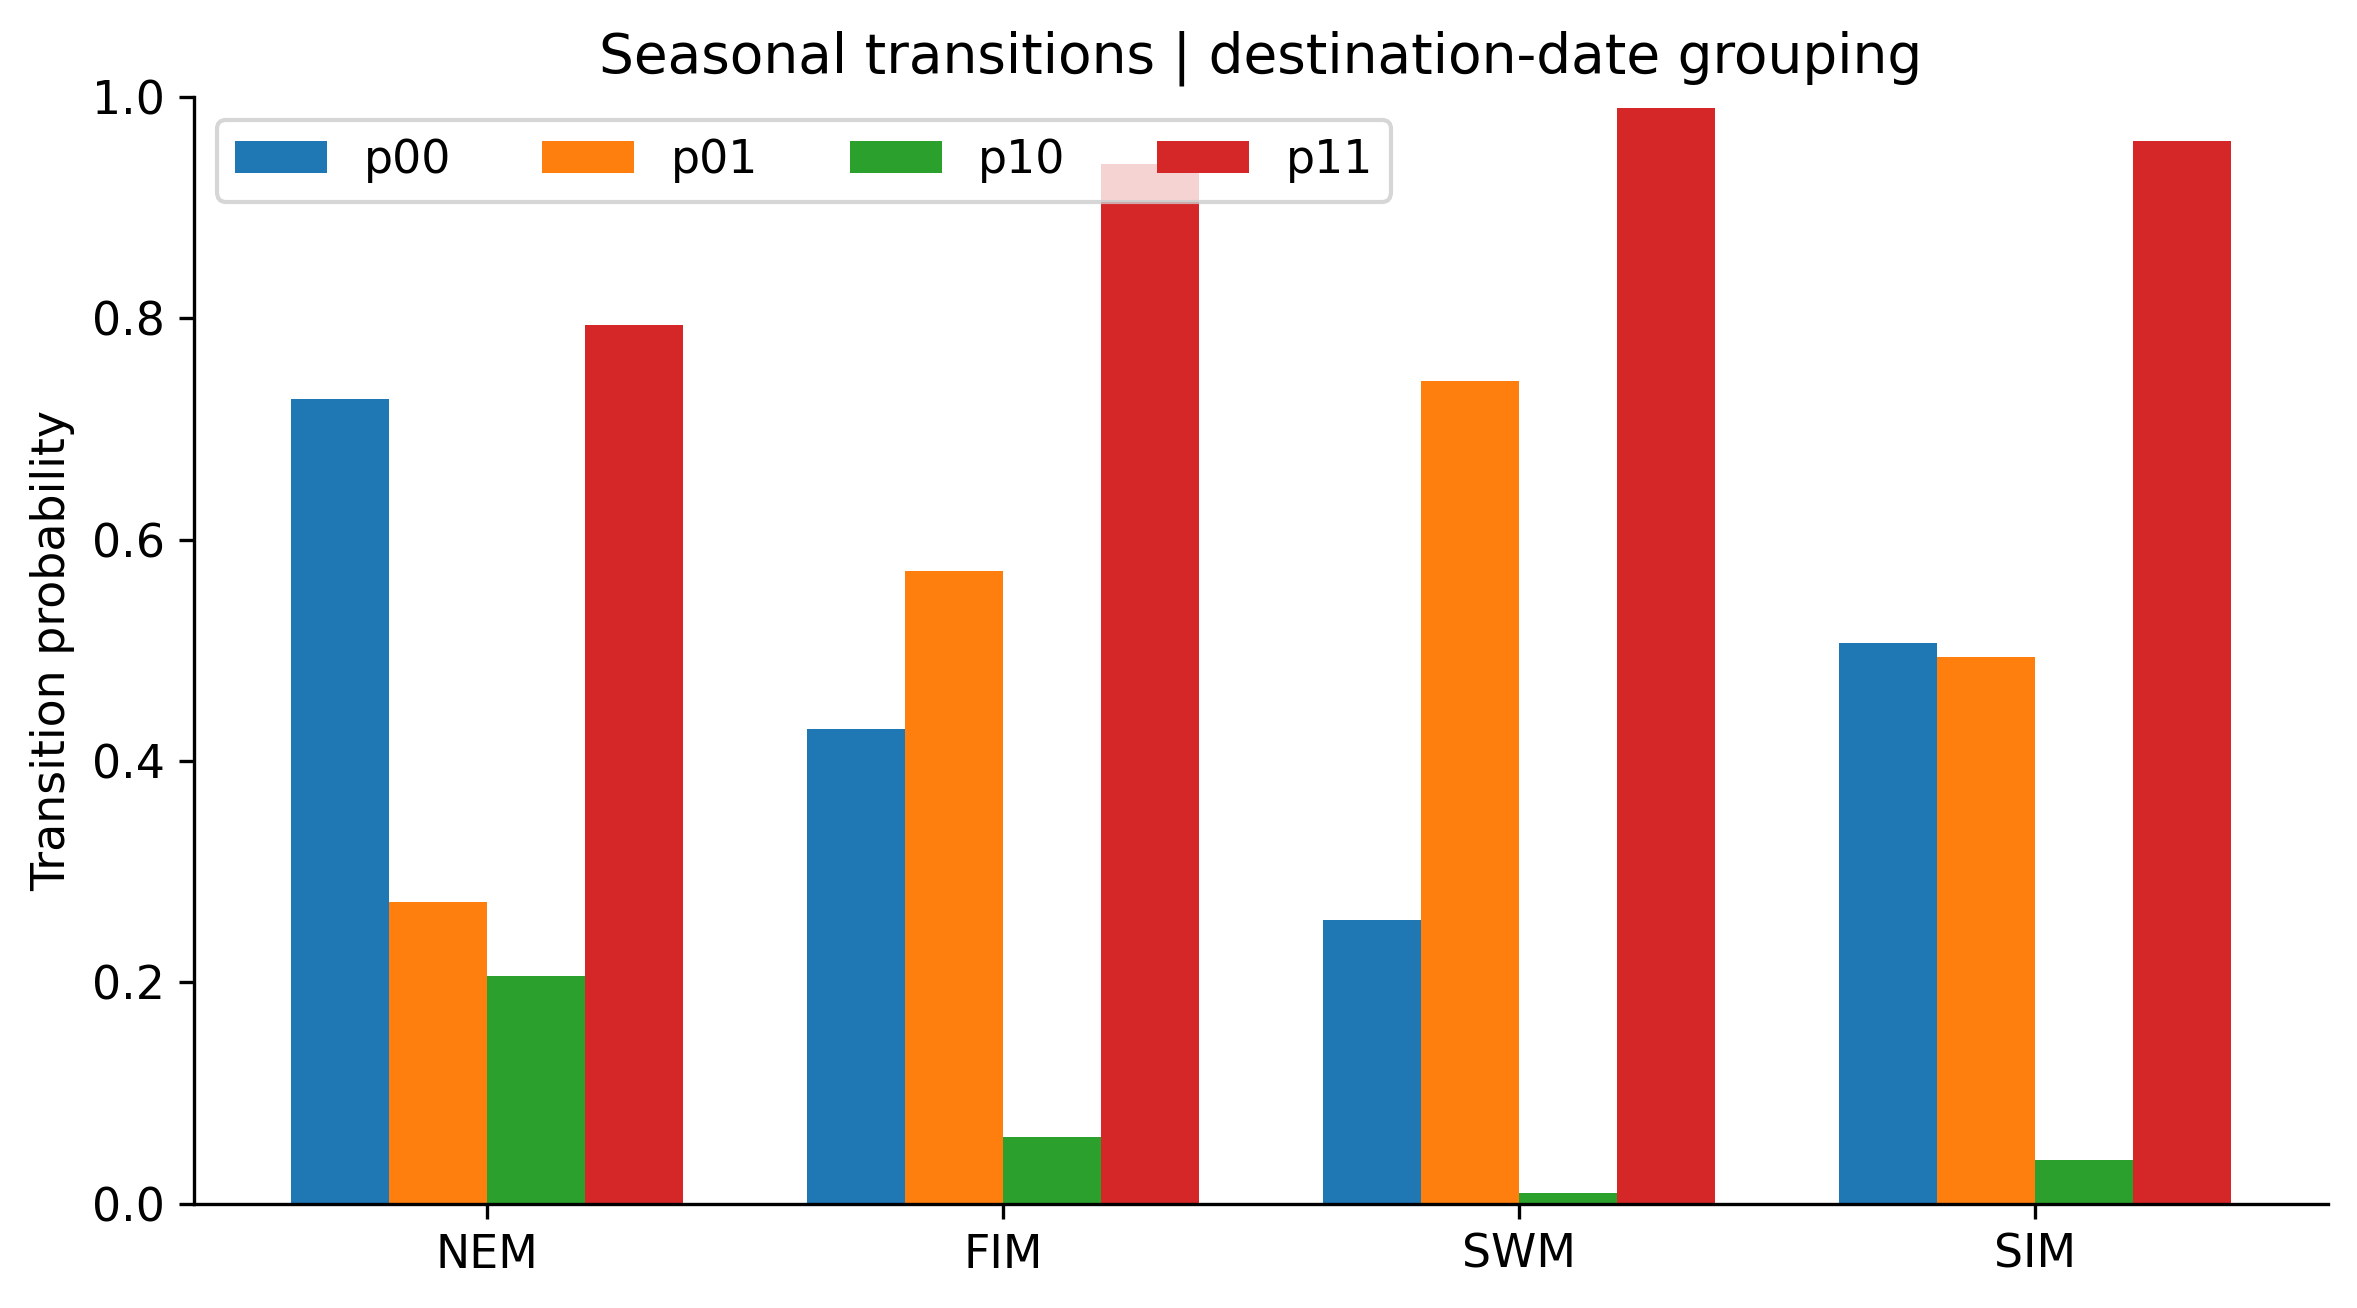 Seasonal transitions | destination-date grouping
p00 p01 p10 p11
Transition probability
1.0
0.8
0.6
0.4
0.2
0.0
NEM FIM SWM SIM